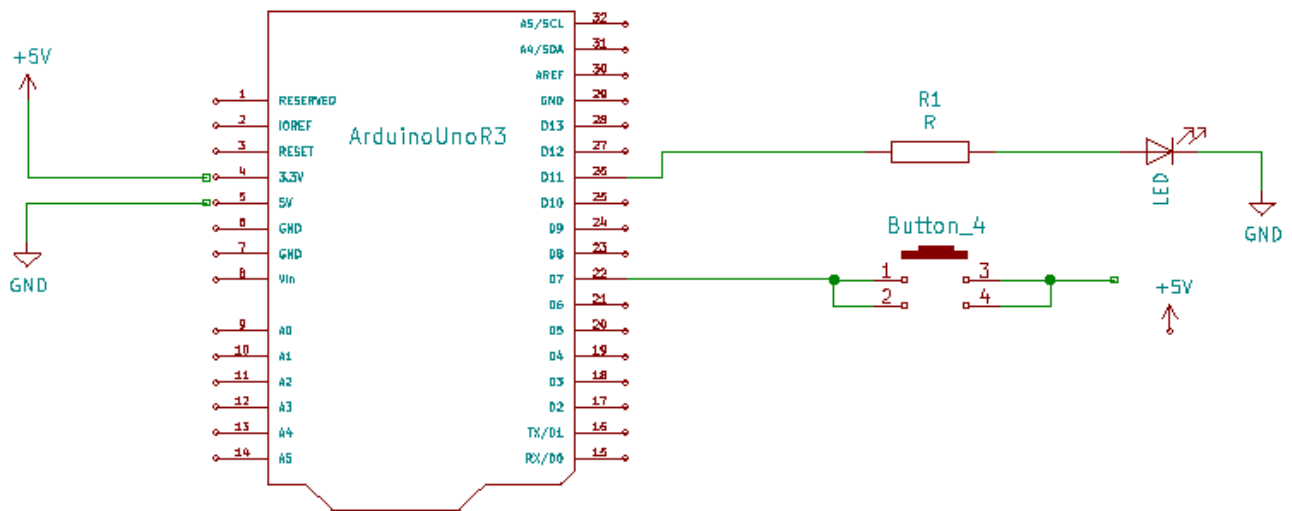 +5V
GND
ArduinoUnoR3
1 RESERVED
2 IOREF
3 RESET
4 3.3V
5 5V
6 GND
7 GND
8 Vin
9 A0
10 A1
11 A2
12 A3
13 A4
14 A5
A5/SCL 32
A4/SDA 31
AREF 30
GND 29
D13 28
D12 27
D11 26
D10 25
D9 24
D8 23
D7 22
D6 21
D5 20
D4 19
D3 18
D2 17
TX/D1 16
RX/D0 15
R1
R
LED
GND
Button_4
1 3
2 4
+5V